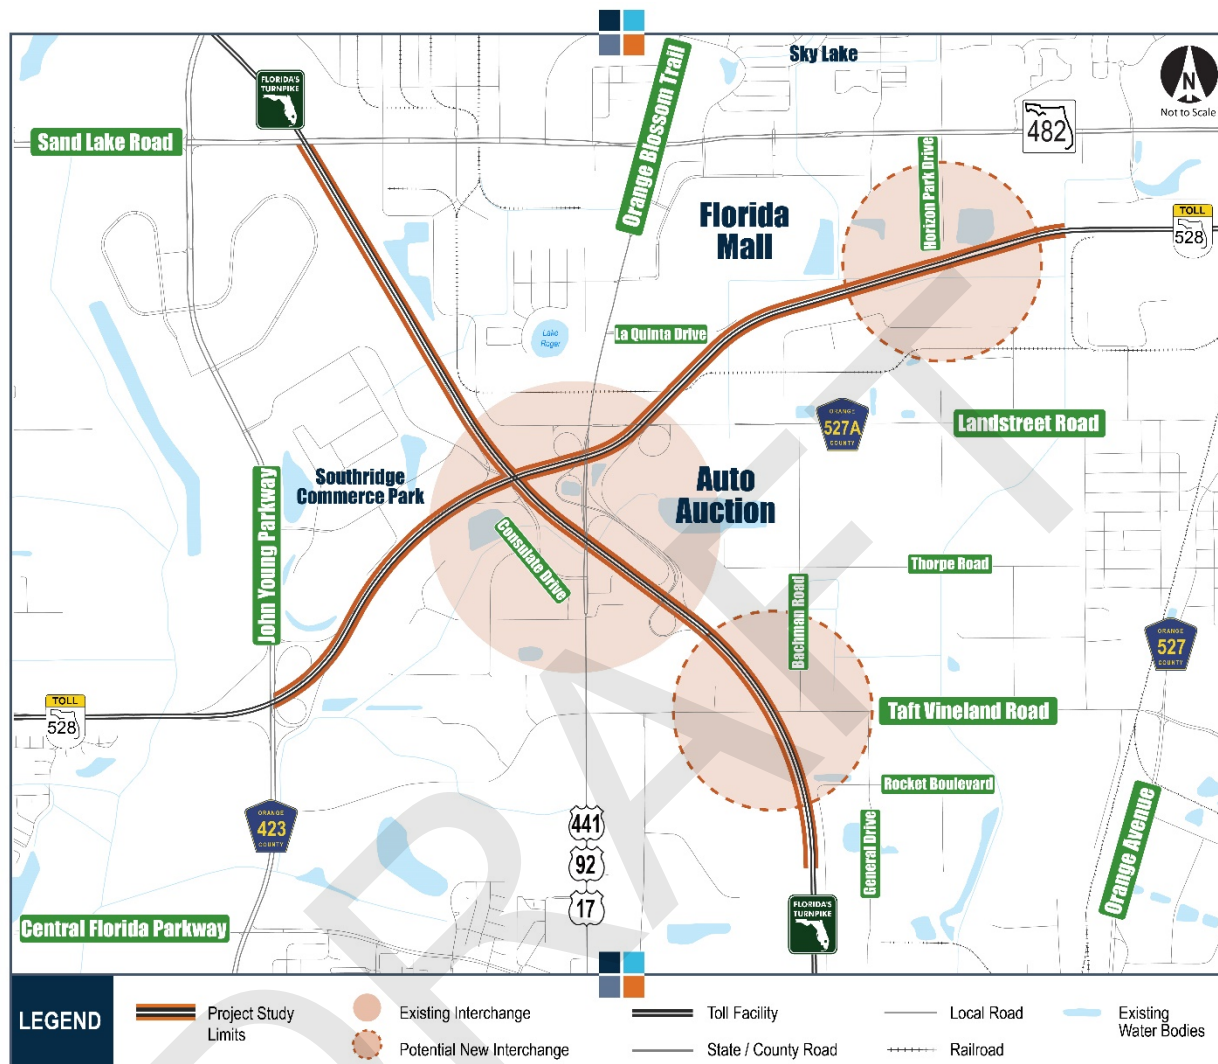 Sky Lake
FLORIDA'S
TURNPIKE
N
Not to Scale
Orange Blossom Trail
482
Sand Lake Road
Horizon Park Drive
Florida
Mall
TOLL
528
Lake
Roger
La Quinta Drive
ORANGE
527A
COUNTY
Landstreet Road
Southridge
Commerce Park
John Young Parkway
Auto
Auction
Consulate Drive
Thorpe Road
Bachman Road
ORANGE
527
COUNTY
TOLL
528
Taft Vineland Road
Rocket Boulevard
ORANGE
423
COUNTY
441
92
17
General Drive
Orange Avenue
FLORIDA'S
TURNPIKE
Central Florida Parkway
DRAFT
LEGEND
Project Study
Limits
Existing Interchange
Potential New Interchange
Toll Facility
State / County Road
Local Road
Railroad
Existing
Water Bodies